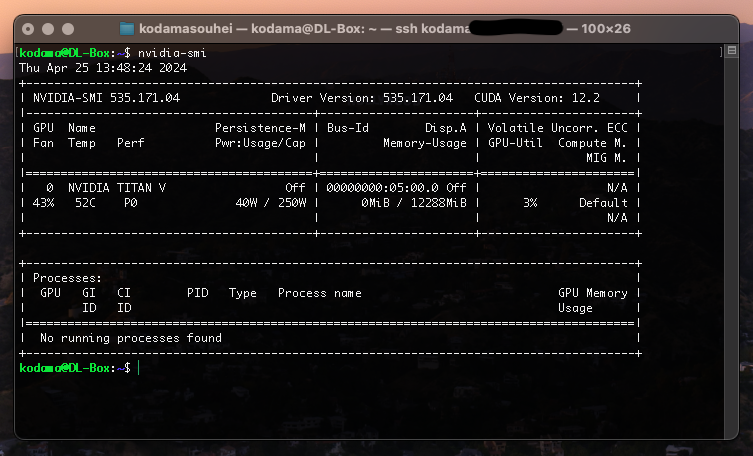 kodamasouhei — kodama@DL-Box: ~ — ssh kodama — 100×26
[kodama@DL-Box:~$ nvidia-smi ]
Thu Apr 25 13:48:24 2024
+---------------------------------------------------------------------------------------+
| NVIDIA-SMI 535.171.04             Driver Version: 535.171.04   CUDA Version: 12.2     |
|-----------------------------------------+----------------------+----------------------+
| GPU  Name                 Persistence-M | Bus-Id        Disp.A | Volatile Uncorr. ECC |
| Fan  Temp   Perf          Pwr:Usage/Cap |         Memory-Usage | GPU-Util  Compute M. |
|                                         |                      |               MIG M. |
|=========================================+======================+======================|
|   0  NVIDIA TITAN V                 Off | 00000000:05:00.0 Off |                  N/A |
| 43%   52C    P0              40W / 250W |      0MiB / 12288MiB |      3%      Default |
|                                         |                      |                  N/A |
+-----------------------------------------+----------------------+----------------------+

+---------------------------------------------------------------------------------------+
| Processes:                                                                            |
|  GPU   GI   CI        PID   Type   Process name                            GPU Memory |
|        ID   ID                                                             Usage      |
|=======================================================================================|
|  No running processes found                                                           |
+---------------------------------------------------------------------------------------+
kodama@DL-Box:~$